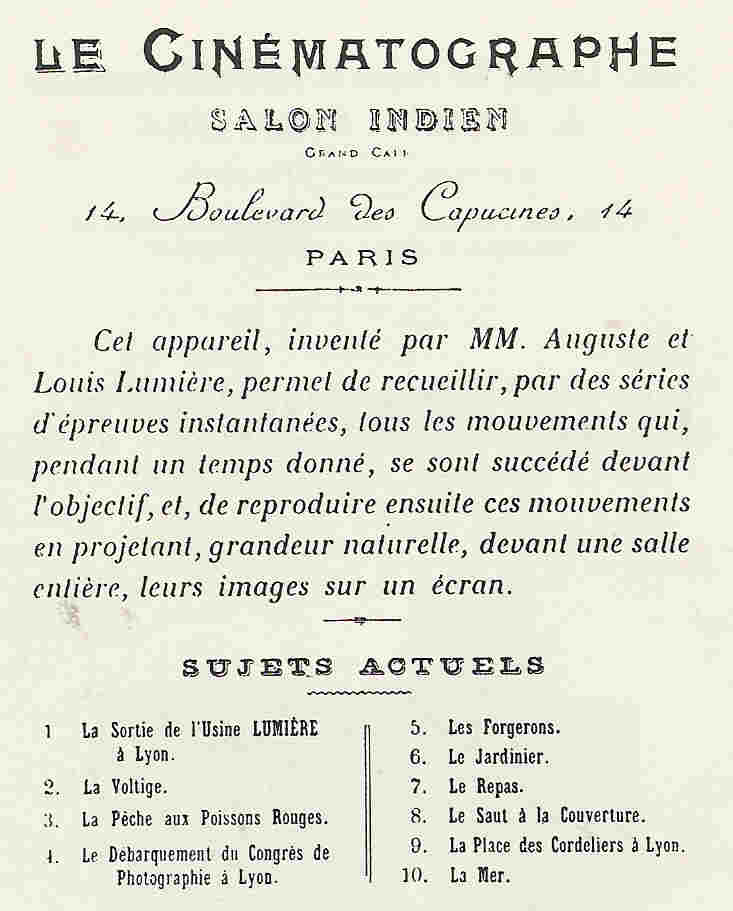 LE CINÉMATOGRAPHE
SALON INDIEN
GRAND CAFÉ
14, Boulevard des Capucines, 14
PARIS
Cet appareil, inventé par MM. Auguste et
Louis Lumière, permet de recueillir, par des séries
d'épreuves instantanées, tous les mouvements qui,
pendant un temps donné, se sont succédé devant
l'objectif, et, de reproduire ensuite ces mouvements
en projetant, grandeur naturelle, devant une salle
entière, leurs images sur un écran.
SUJETS ACTUELS
1 La Sortie de l'Usine LUMIÈRE
à Lyon.
2. La Voltige.
3. La Pêche aux Poissons Rouges.
4. Le Débarquement du Congrès de
Photographie à Lyon.
5. Les Forgerons.
6. Le Jardinier.
7. Le Repas.
8. Le Saut à la Couverture.
9. La Place des Cordeliers à Lyon.
10. La Mer.